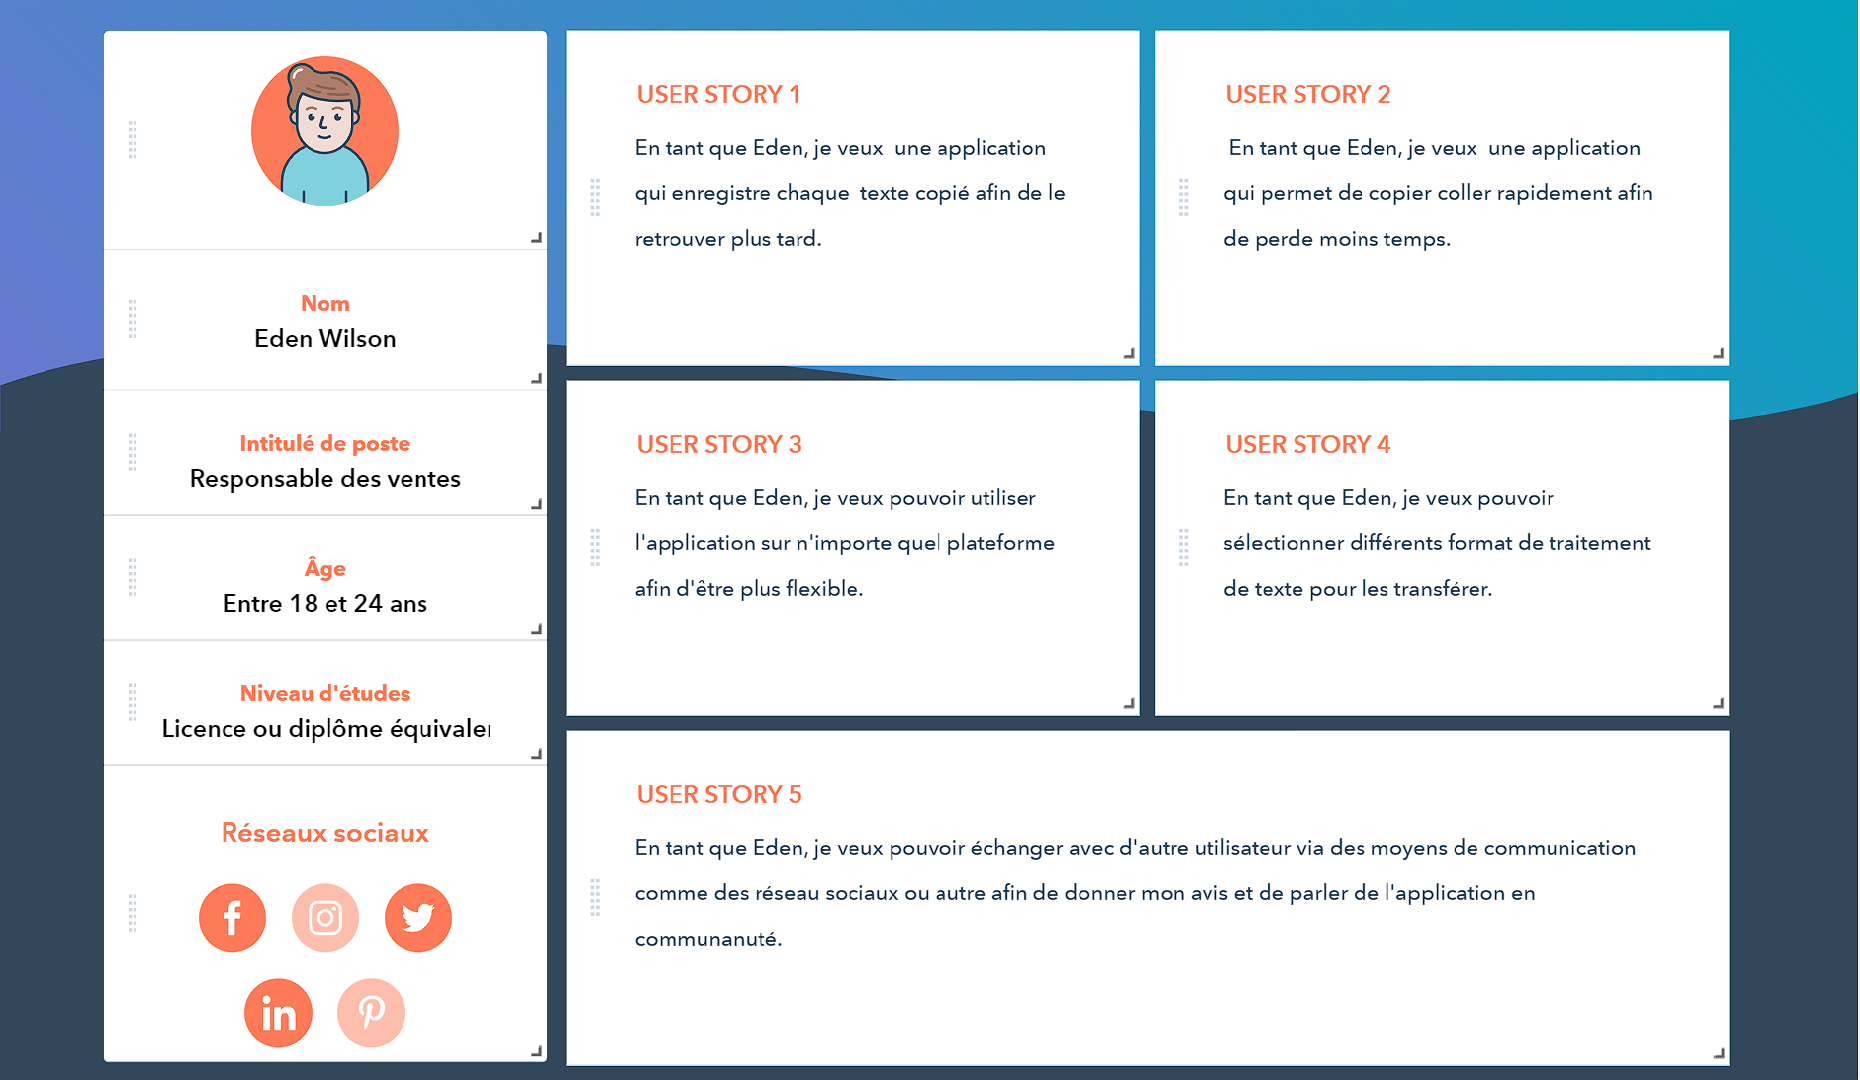 Nom
Eden Wilson
Intitulé de poste
Responsable des ventes
Âge
Entre 18 et 24 ans
Niveau d'études
Licence ou diplôme
Réseaux sociaux
USER STORY 1
En tant que Eden, je veux une application
qui enregistre chaque texte copié afin de le
retrouver plus tard.
USER STORY 2
En tant que Eden, je veux une application
qui permet de copier coller rapidement afin
de perde moins temps.
USER STORY 3
En tant que Eden, je veux pouvoir utiliser
l'application sur n'importe quel plateforme
afin d'être plus flexible.
USER STORY 4
En tant que Eden, je veux pouvoir
sélectionner différents format de traitement
de texte pour les transférer.
USER STORY 5
En tant que Eden, je veux pouvoir échanger avec d'autre utilisateur via des moyens de communication
comme des réseau sociaux ou autre afin de donner mon avis et de parler de l'application en
communanuté.